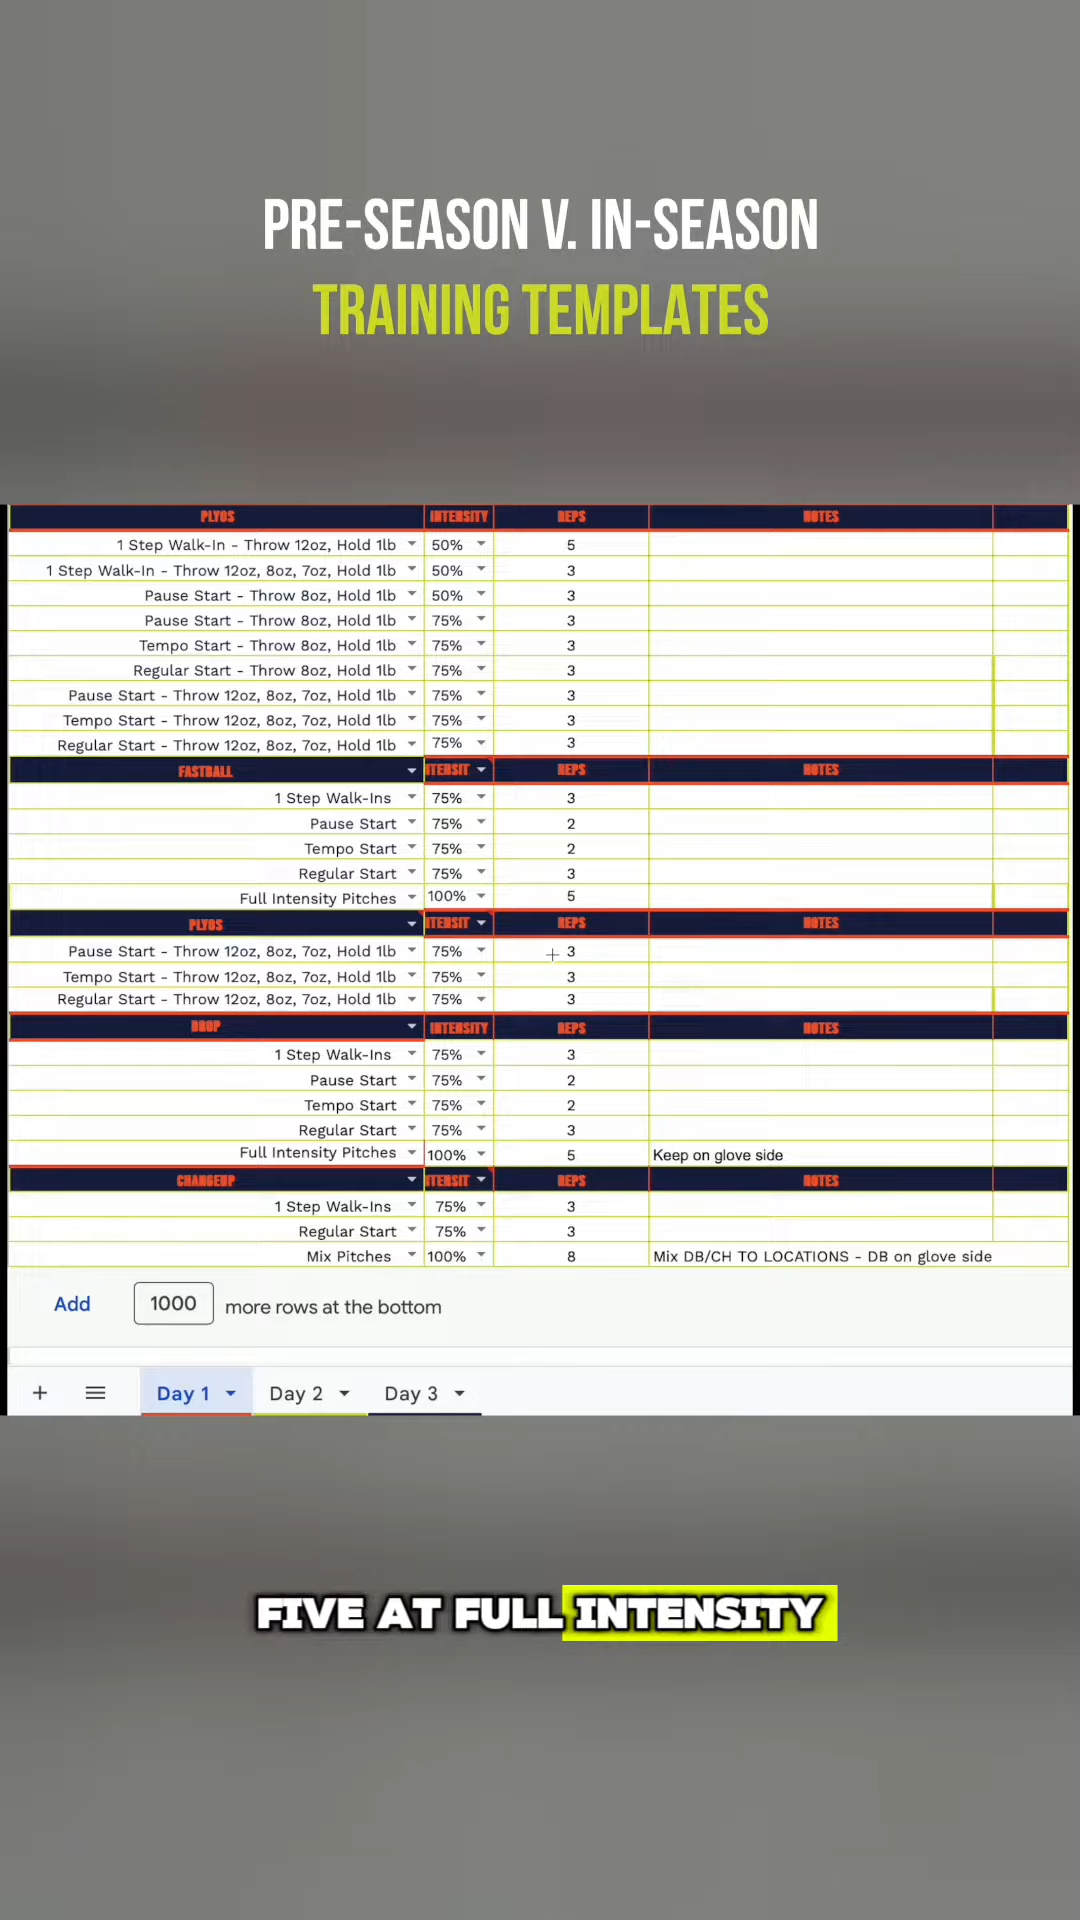 PRE-SEASON V. IN-SEASON
TRAINING TEMPLATES
PLYOS INTENSITY REPS NOTES
1 Step Walk-In - Throw 12oz, Hold 1lb 50% 5
1 Step Walk-In - Throw 12oz, 8oz, 7oz, Hold 1lb 50% 3
Pause Start - Throw 8oz, Hold 1lb 50% 3
Pause Start - Throw 8oz, Hold 1lb 75% 3
Tempo Start - Throw 8oz, Hold 1lb 75% 3
Regular Start - Throw 8oz, Hold 1lb 75% 3
Pause Start - Throw 12oz, 8oz, 7oz, Hold 1lb 75% 3
Tempo Start - Throw 12oz, 8oz, 7oz, Hold 1lb 75% 3
Regular Start - Throw 12oz, 8oz, 7oz, Hold 1lb 75% 3
FASTBALL NTENSIT REPS NOTES
1 Step Walk-Ins 75% 3
Pause Start 75% 2
Tempo Start 75% 2
Regular Start 75% 3
Full Intensity Pitches 100% 5
PLYOS NTENSIT REPS NOTES
Pause Start - Throw 12oz, 8oz, 7oz, Hold 1lb 75% 3
Tempo Start - Throw 12oz, 8oz, 7oz, Hold 1lb 75% 3
Regular Start - Throw 12oz, 8oz, 7oz, Hold 1lb 75% 3
DROP INTENSITY REPS NOTES
1 Step Walk-Ins 75% 3
Pause Start 75% 2
Tempo Start 75% 2
Regular Start 75% 3
Full Intensity Pitches 100% 5 Keep on glove side
CHANGEUP NTENSIT REPS NOTES
1 Step Walk-Ins 75% 3
Regular Start 75% 3
Mix Pitches 100% 8 Mix DB/CH TO LOCATIONS - DB on glove side
Add 1000 more rows at the bottom
Day 1 Day 2 Day 3
FIVE AT FULL INTENSITY